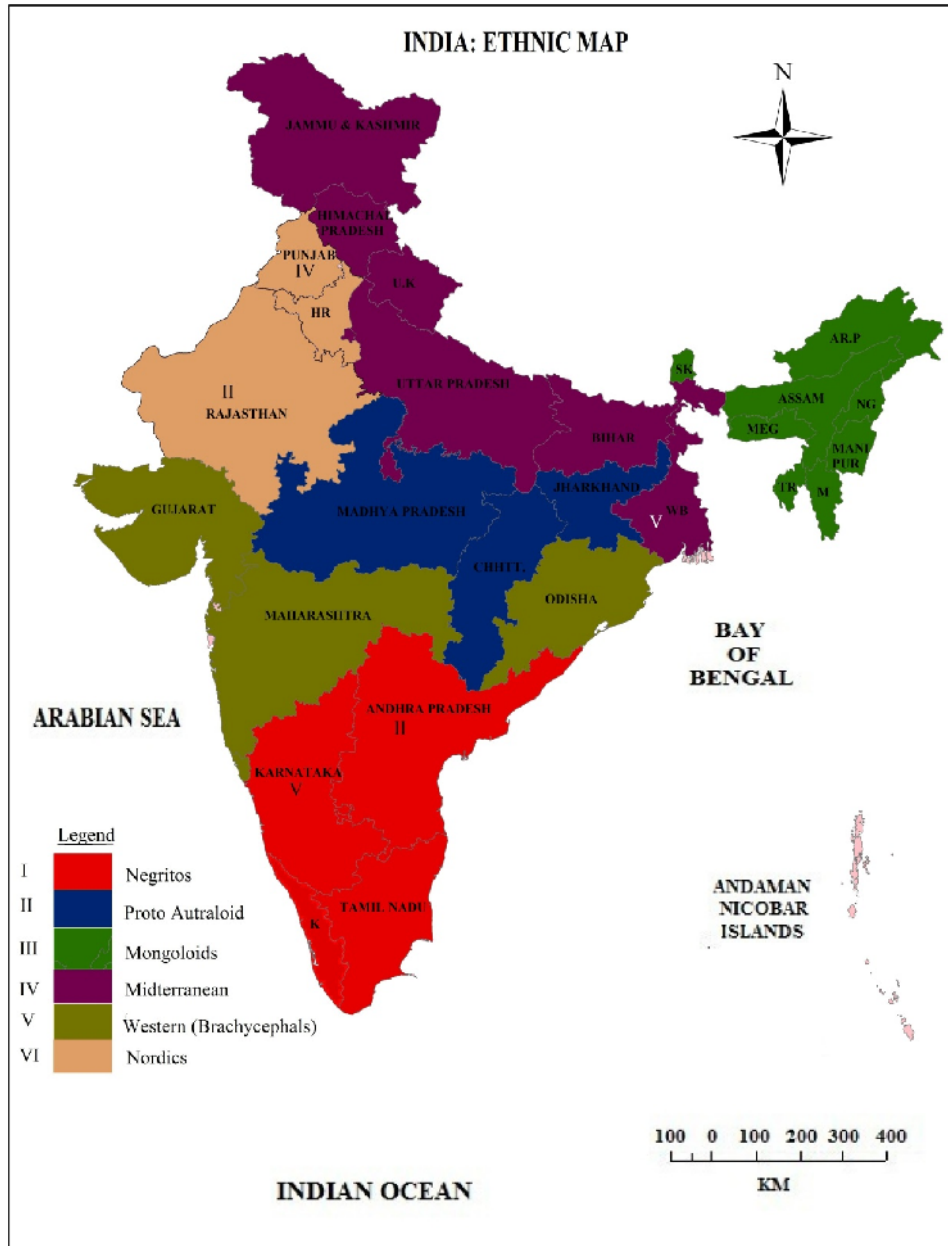 INDIA: ETHNIC MAP
N
JAMMU & KASHMIR
HIMACHAL
PRADESH
PUNJAB
IV
U.K
HR
AR.P
SK
UTTAR PRADESH
II
RAJASTHAN
ASSAM
NG
BIHAR
MEG
MANI
PUR
JHARKHAND
TR
M
GUJARAT
MADHYA PRADESH
WB
V
CHHTT.
ODISHA
MAHARASHTRA
BAY
OF
BENGAL
ARABIAN SEA
ANDHRA PRADESH
II
KARNATAKA
V
TAMIL NADU
K
ANDAMAN
NICOBAR
ISLANDS
Legend
I Negritos
II Proto Autraloid
III Mongoloids
IV Midterranean
V Western (Brachycephals)
VI Nordics
100 0 100 200 300 400
KM
INDIAN OCEAN